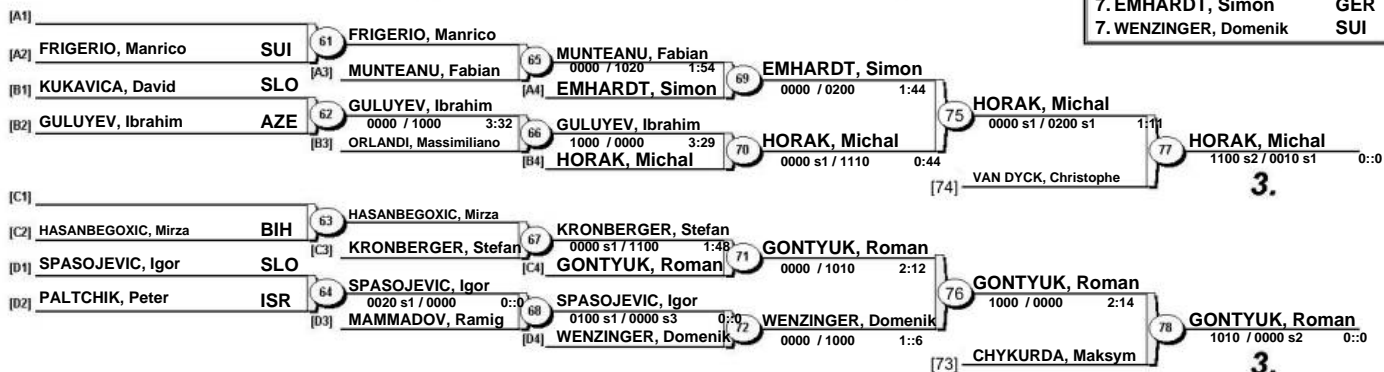 7. EMHARDT, Simon GER
7. WENZINGER, Domenik SUI
[A1]
[A2] FRIGERIO, Manrico SUI
61
FRIGERIO, Manrico
[A3] MUNTEANU, Fabian
65
MUNTEANU, Fabian
0000 / 1020 1:54
[A4] EMHARDT, Simon
69
EMHARDT, Simon
0000 / 0200 1:44
[B1] KUKAVICA, David SLO
[B2] GULUYEV, Ibrahim AZE
62
GULUYEV, Ibrahim
0000 / 1000 3:32
[B3] ORLANDI, Massimiliano
66
GULUYEV, Ibrahim
1000 / 0000 3:29
[B4] HORAK, Michal
70
HORAK, Michal
0000 s1 / 1110 0:44
75
HORAK, Michal
0000 s1 / 0200 s1 1:11
[74] VAN DYCK, Christophe
77
HORAK, Michal
1100 s2 / 0010 s1 0::0
3.
[C1]
[C2] HASANBEGOXIC, Mirza BIH
63
HASANBEGOXIC, Mirza
[C3] KRONBERGER, Stefan
67
KRONBERGER, Stefan
0000 s1 / 1100 1:48
[C4] GONTYUK, Roman
71
GONTYUK, Roman
0000 / 1010 2:12
[D1] SPASOJEVIC, Igor SLO
[D2] PALTCHIK, Peter ISR
64
SPASOJEVIC, Igor
0020 s1 / 0000 0::0
[D3] MAMMADOV, Ramig
68
SPASOJEVIC, Igor
0100 s1 / 0000 s3 0::0
[D4] WENZINGER, Domenik
72
WENZINGER, Domenik
0000 / 1000 1::6
76
GONTYUK, Roman
1000 / 0000 2:14
[73] CHYKURDA, Maksym
78
GONTYUK, Roman
1010 / 0000 s2 0::0
3.